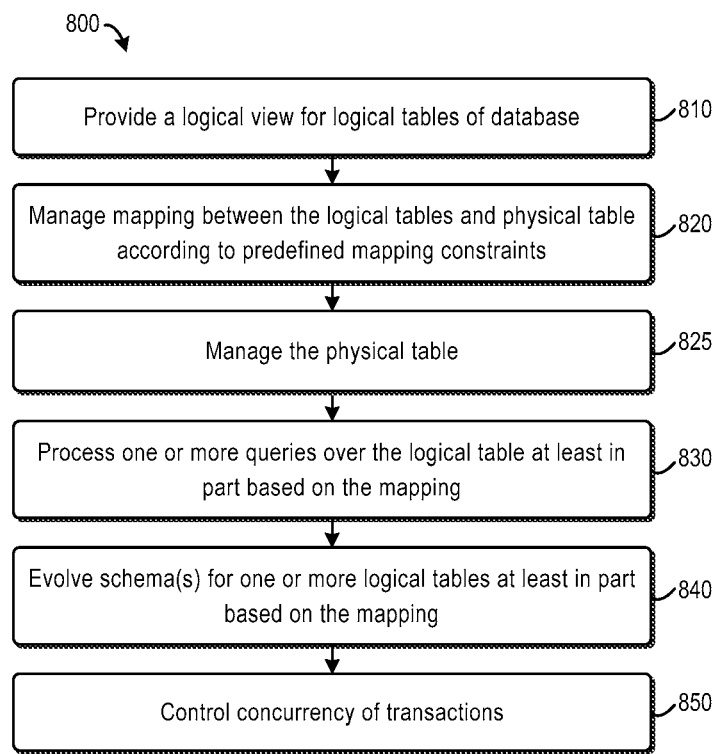 800
Provide a logical view for logical tables of database
810
Manage mapping between the logical tables and physical table
according to predefined mapping constraints
820
Manage the physical table
825
Process one or more queries over the logical table at least in
part based on the mapping
830
Evolve schema(s) for one or more logical tables at least in part
based on the mapping
840
Control concurrency of transactions
850